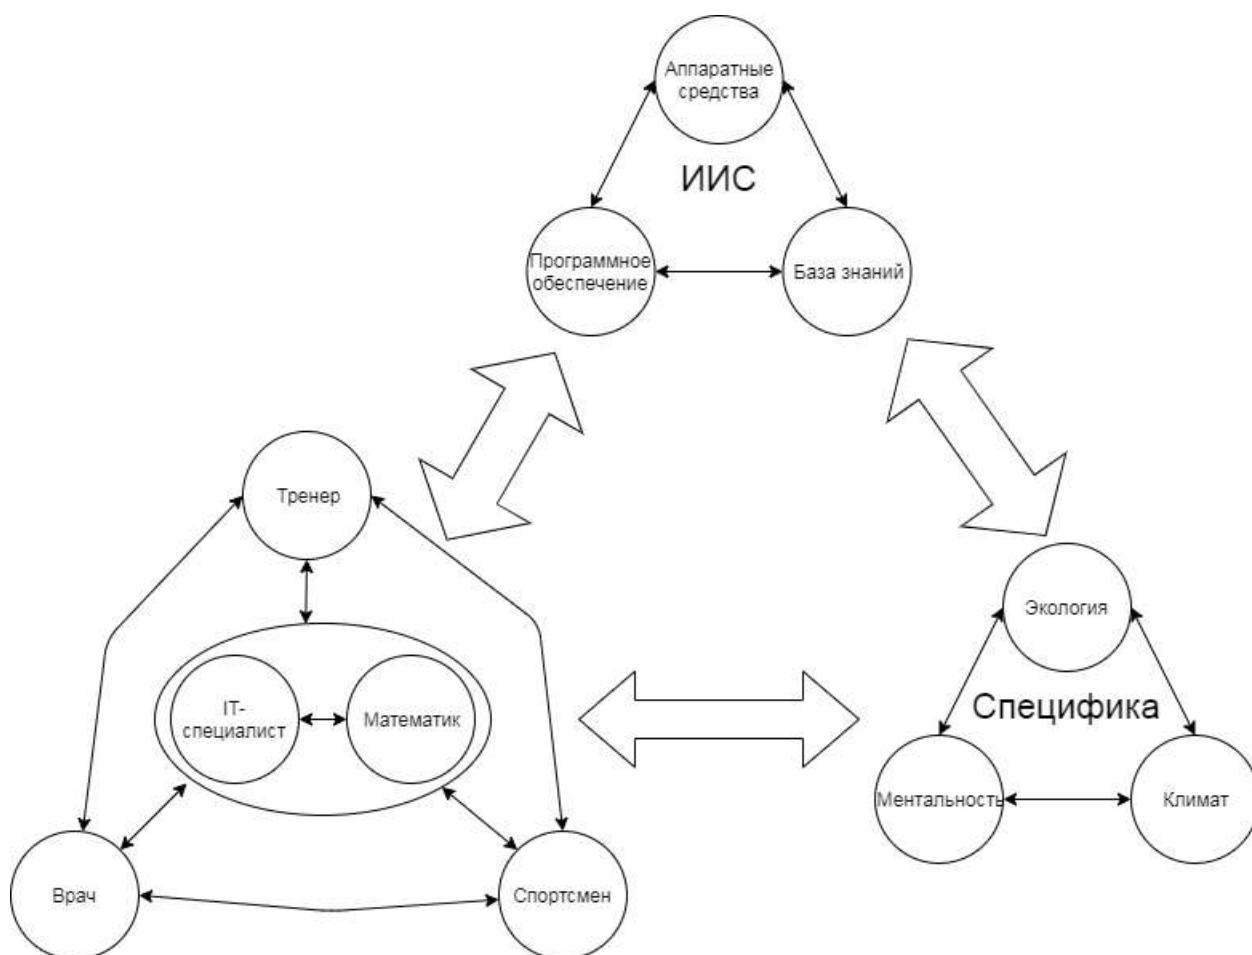 Аппаратные
средства
ИИС
Программное
обеспечение
База знаний
Тренер
IT-
специалист
Математик
Врач
Спортсмен
Экология
Специфика
Ментальность
Климат